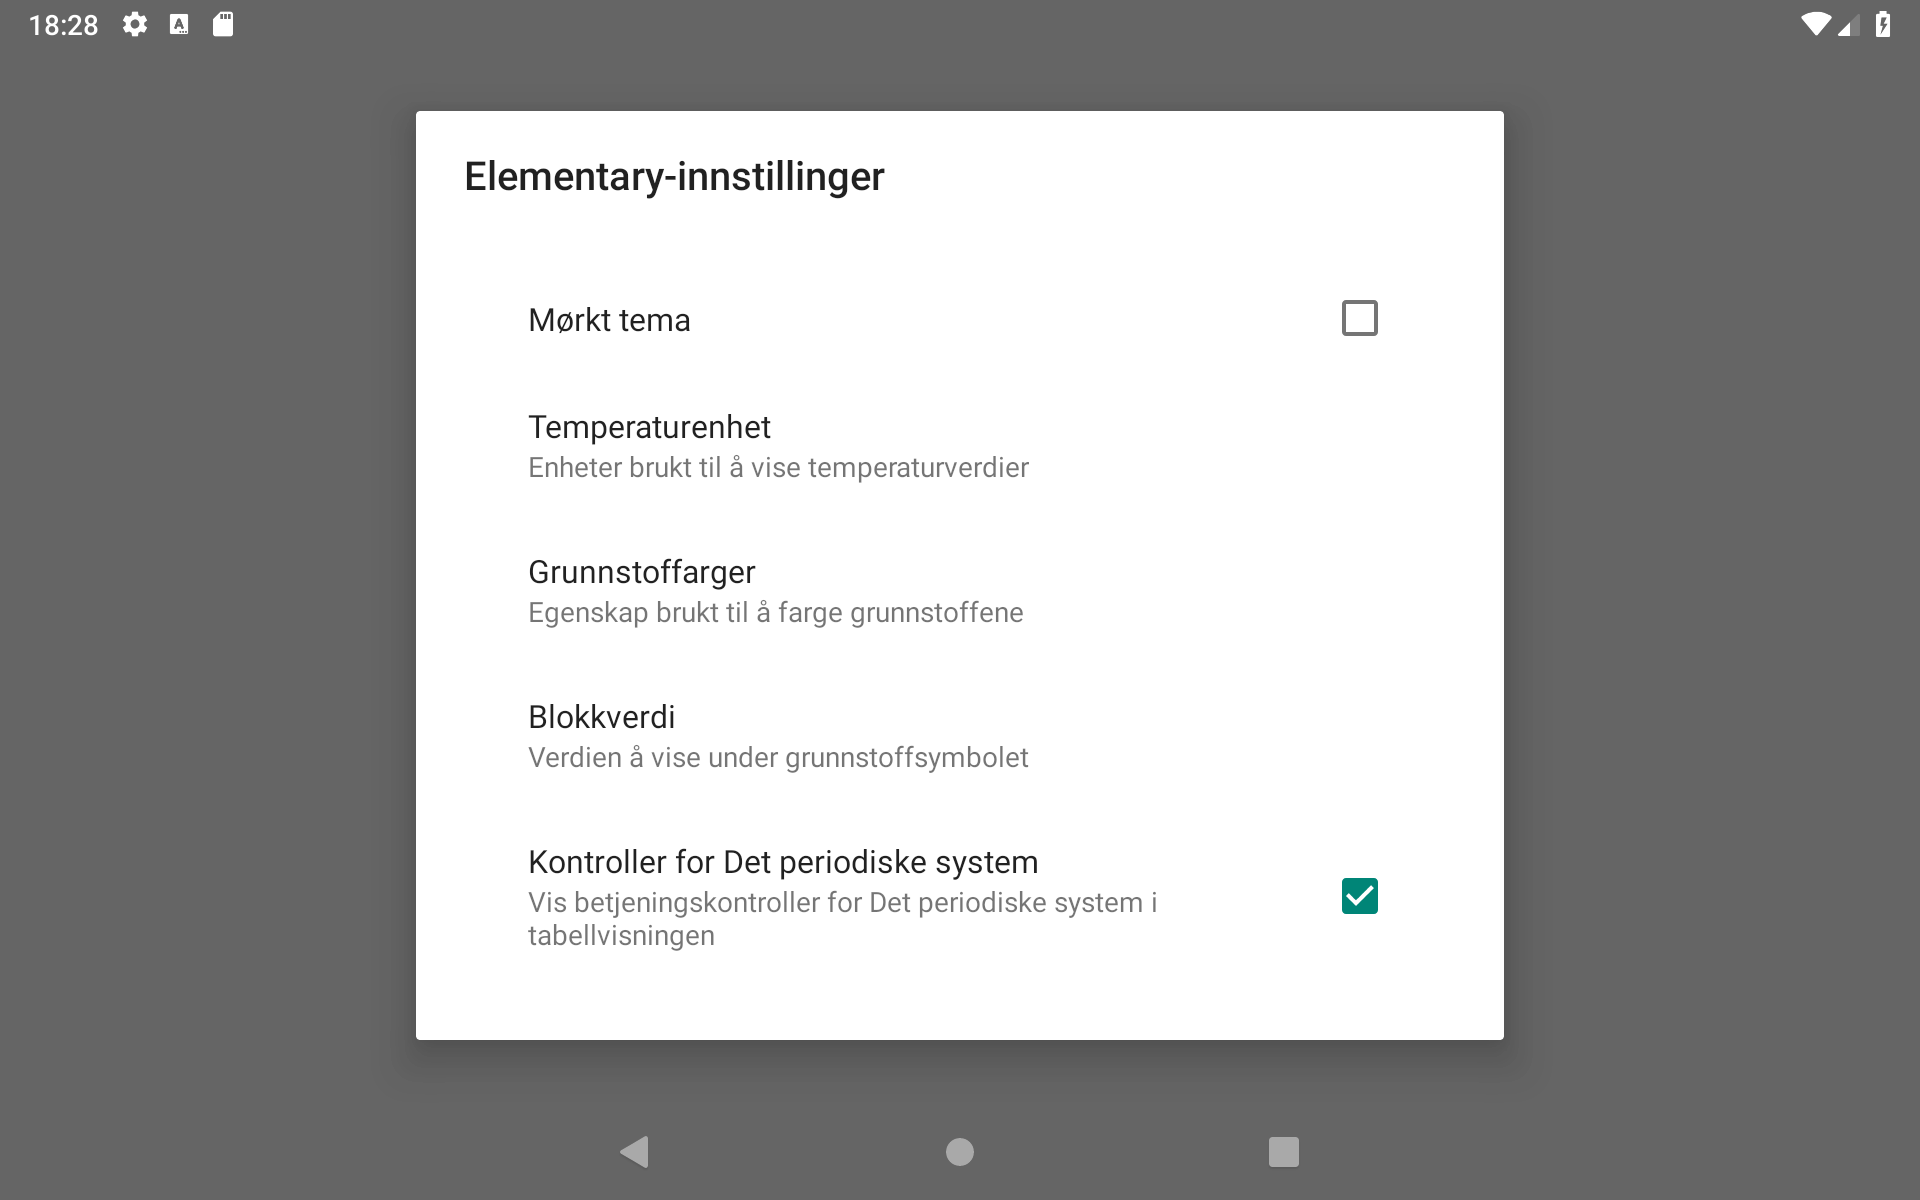 18:28
Elementary-innstillinger
Mørkt tema
Temperaturenhet
Enheter brukt til å vise temperaturverdier
Grunnstoffarger
Egenskap brukt til å farge grunnstoffene
Blokkverdi
Verdien å vise under grunnstoffsymbolet
Kontroller for Det periodiske system
Vis betjeningskontroller for Det periodiske system i
tabellvisningen